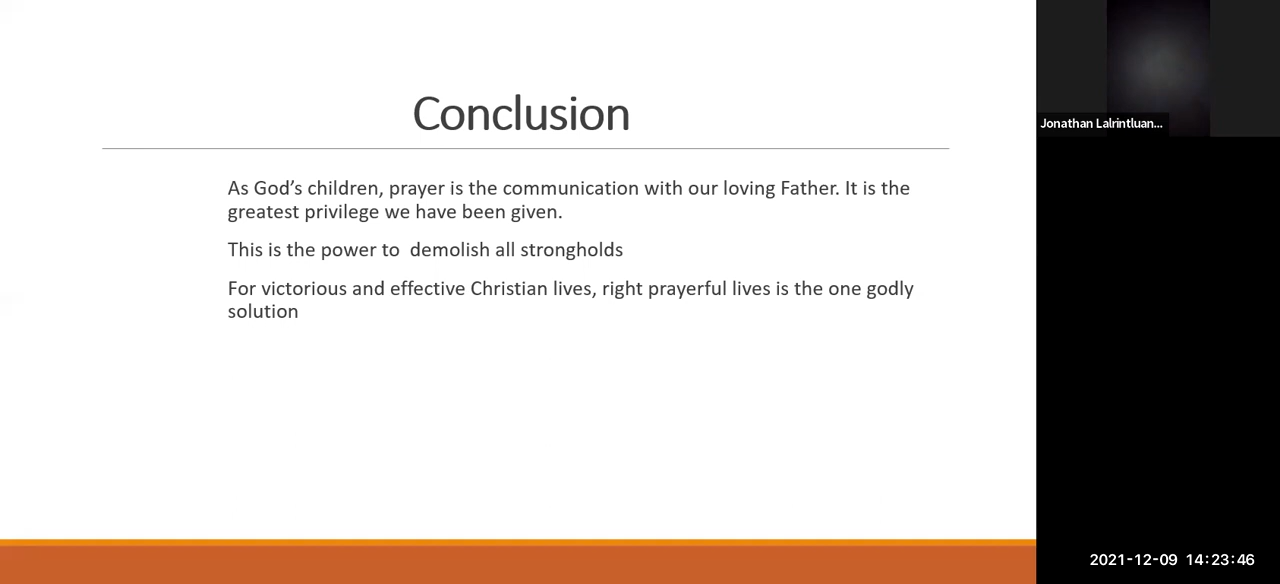 Conclusion
As God’s children, prayer is the communication with our loving Father. It is the
greatest privilege we have been given.
This is the power to  demolish all strongholds
For victorious and effective Christian lives, right prayerful lives is the one godly
solution
Jonathan Lalrintluan...
2021-12-09 14:23:46